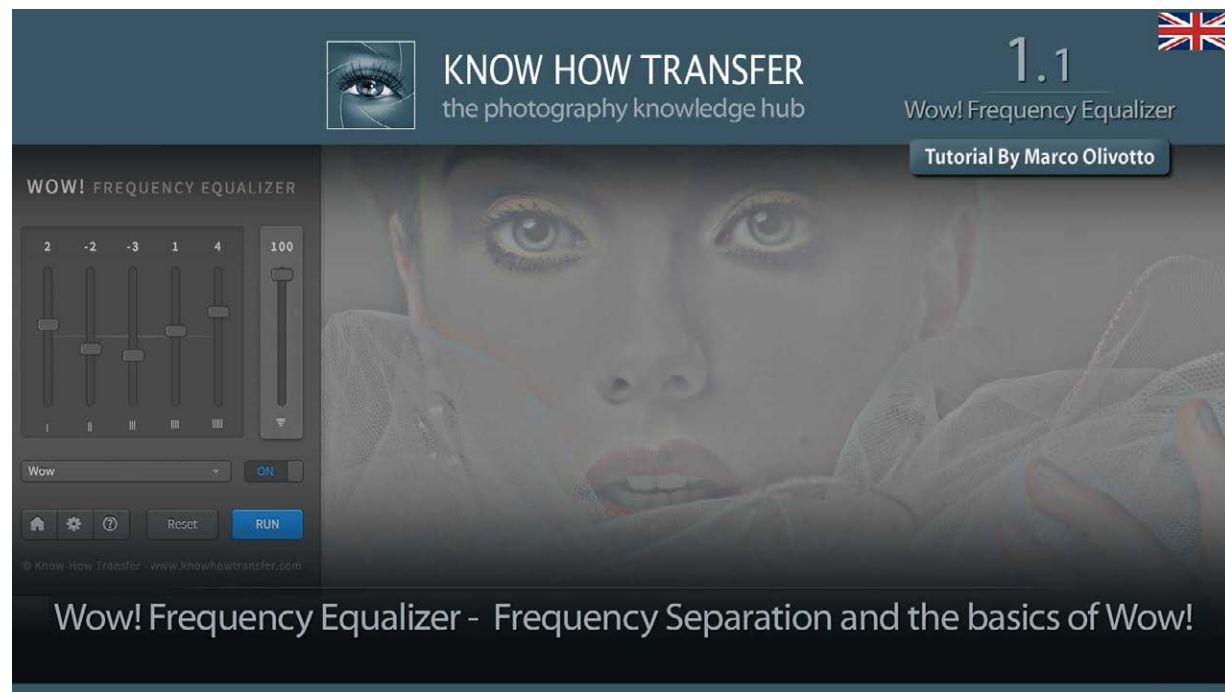 KNOW HOW TRANSFER
the photography knowledge hub
1.1
Wow! Frequency Equalizer
Tutorial By Marco Olivotto
WOW! FREQUENCY EQUALIZER
2 -2 -3 1 4 100
I II III IIII IIIII
Wow ON
Reset RUN
© Know-How Transfer - www.knowhowtransfer.com
Wow! Frequency Equalizer - Frequency Separation and the basics of Wow!